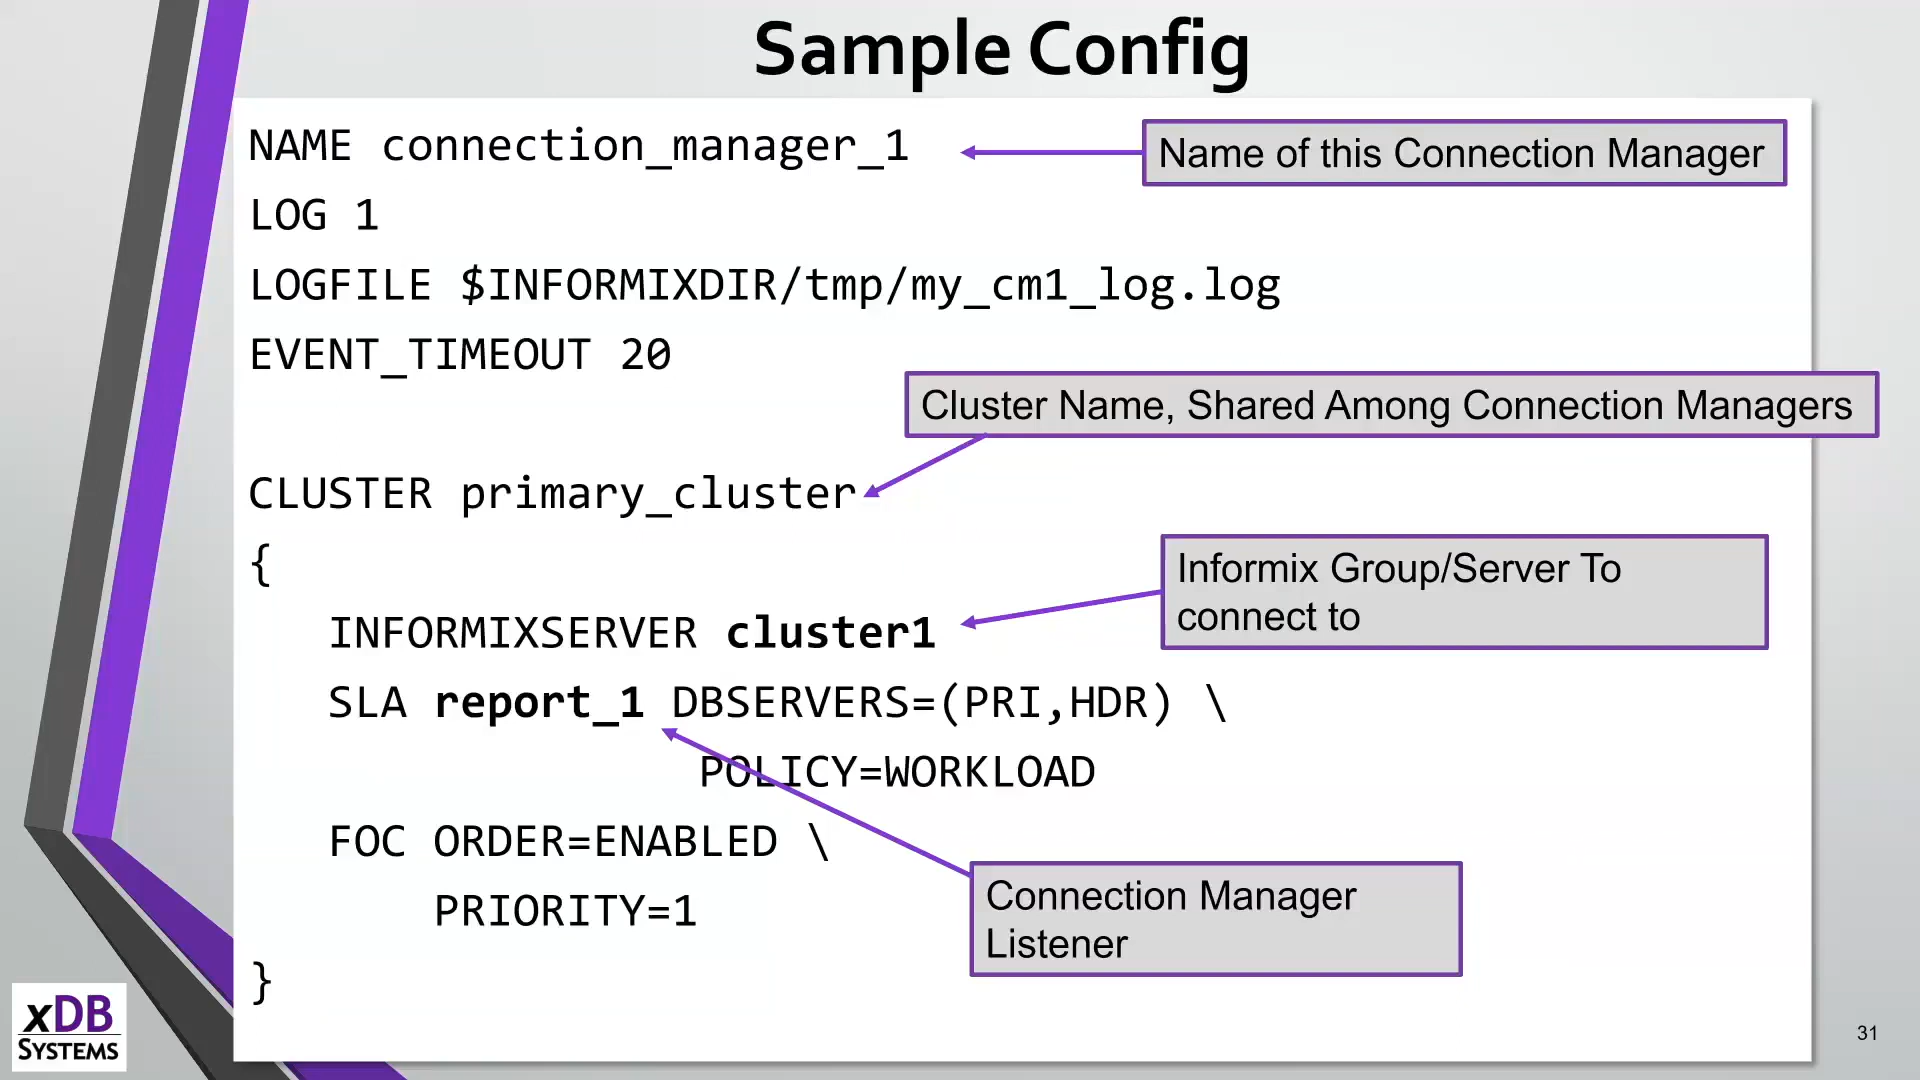 Sample Config
NAME connection_manager_1
Name of this Connection Manager
LOG 1
LOGFILE $INFORMIXDIR/tmp/my_cm1_log.log
EVENT_TIMEOUT 20
Cluster Name, Shared Among Connection Managers
CLUSTER primary_cluster
{
Informix Group/Server To
connect to
INFORMIXSERVER cluster1
SLA report_1 DBSERVERS=(PRI,HDR) \
POLICY=WORKLOAD
FOC ORDER=ENABLED \
PRIORITY=1
Connection Manager
Listener
}
xDB
SYSTEMS
31